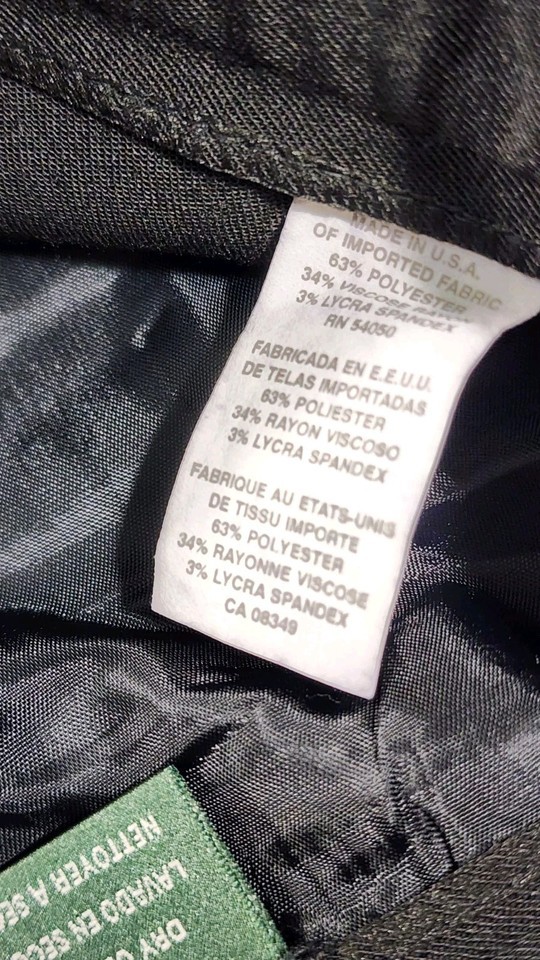 MADE IN U.S.A.
OF IMPORTED FABRIC
63% POLYESTER
34% VISCOSE RAYON
3% LYCRA SPANDEX
RN 54050
FABRICADA EN E.E.U.U.
DE TELAS IMPORTADAS
63% POLIESTER
34% RAYON VISCOSO
3% LYCRA SPANDEX
FABRIQUE AU ETATS-UNIS
DE TISSU IMPORTE
63% POLYESTER
34% RAYONNE VISCOSE
3% LYCRA SPANDEX
CA 08349
DRY
LAVADO EN
NETTOYER A